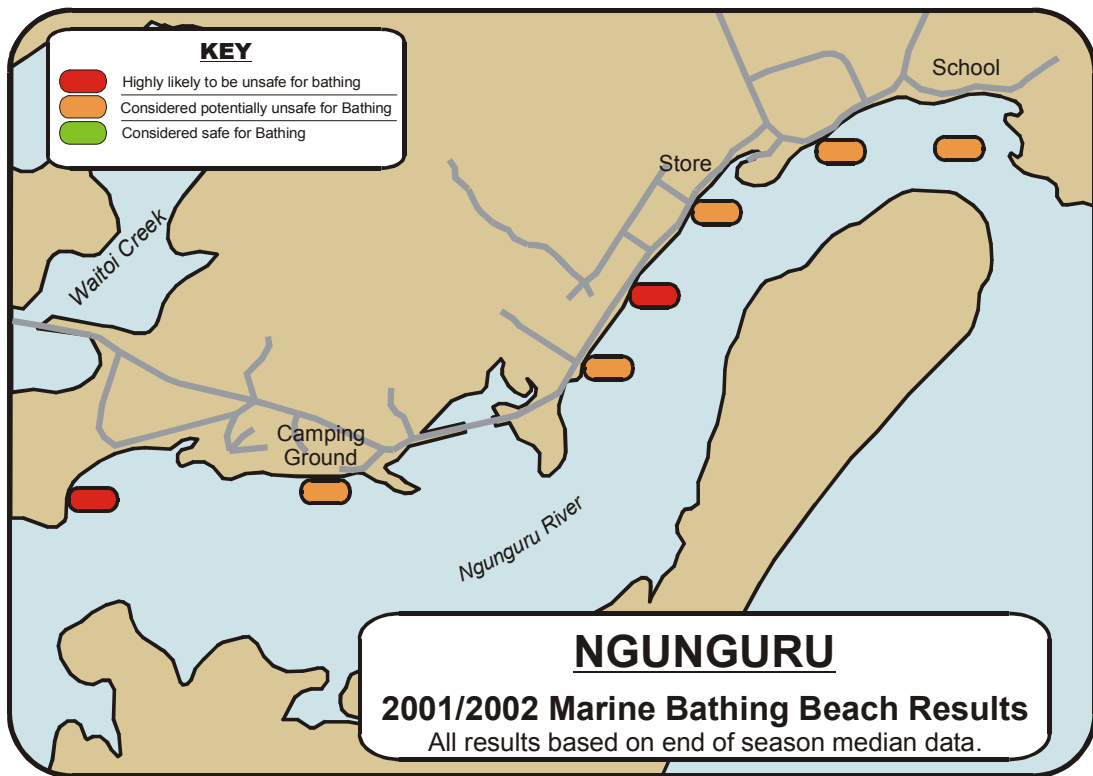 KEY
Highly likely to be unsafe for bathing
Considered potentially unsafe for Bathing
Considered safe for Bathing
School
Store
Waitoi Creek
Camping
Ground
Ngunguru River
NGUNGURU
2001/2002 Marine Bathing Beach Results
All results based on end of season median data.